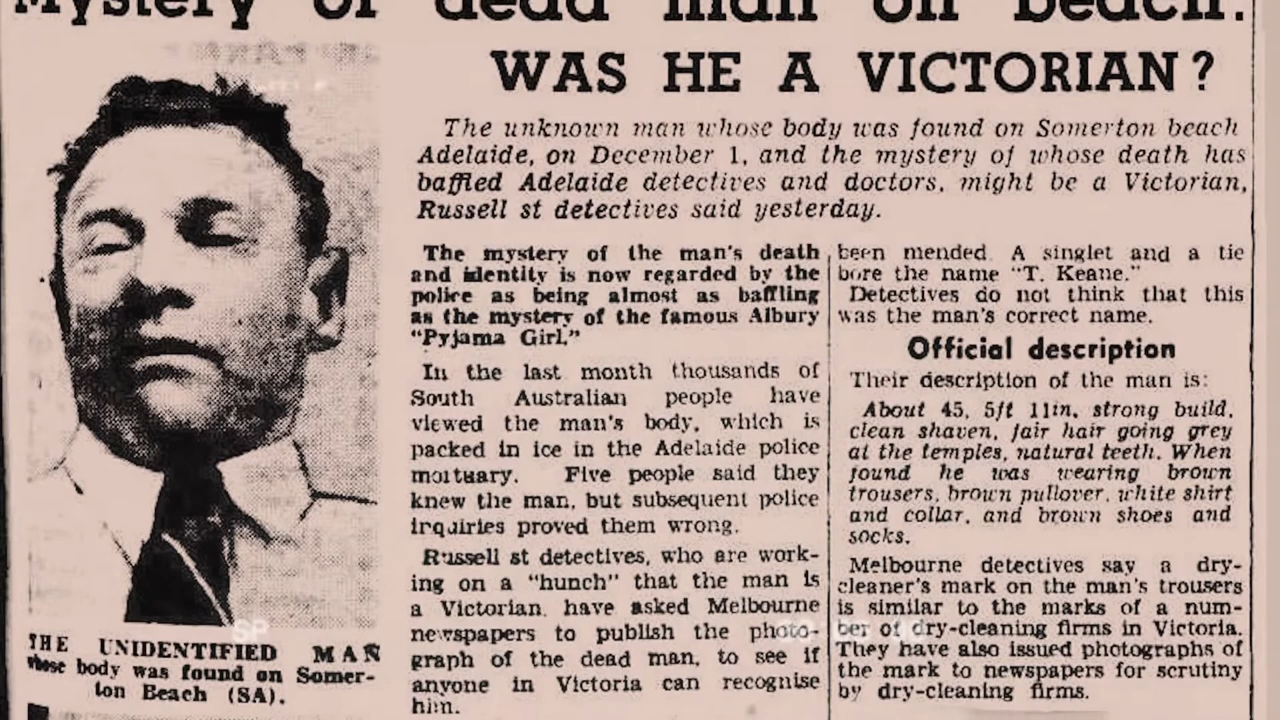 Mystery of dead man on beach:
WAS HE A VICTORIAN?
The unknown man whose body was found on Somerton beach
Adelaide, on December 1, and the mystery of whose death has
baffled Adelaide detectives and doctors, might be a Victorian,
Russell st detectives said yesterday.
The mystery of the man's death
and identity is now regarded by the
police as being almost as baffling
as the mystery of the famous Albury
"Pyjama Girl."
In the last month thousands of
South Australian people have
viewed the man's body, which is
packed in ice in the Adelaide police
mortuary. Five people said they
knew the man, but subsequent police
inquiries proved them wrong.
Russell st detectives, who are work-
ing on a "hunch" that the man is
a Victorian, have asked Melbourne
newspapers to publish the photo-
graph of the dead man, to see if
anyone in Victoria can recognise
him.
been mended. A singlet and a tie
bore the name "T. Keane."
Detectives do not think that this
was the man's correct name.
Official description
Their description of the man is:
About 45, 5ft 11in, strong build,
clean shaven, fair hair going grey
at the temples, natural teeth. When
found he was wearing brown
trousers, brown pullover, white shirt
and collar, and brown shoes and
socks.
Melbourne detectives say a dry-
cleaner's mark on the man's trousers
is similar to the marks of a num-
ber of dry-cleaning firms in Victoria.
They have also issued photographs of
the mark to newspapers for scrutiny
by dry-cleaning firms.
THE UNIDENTIFIED MAN
whose body was found on Somer-
ton Beach (SA).
SP